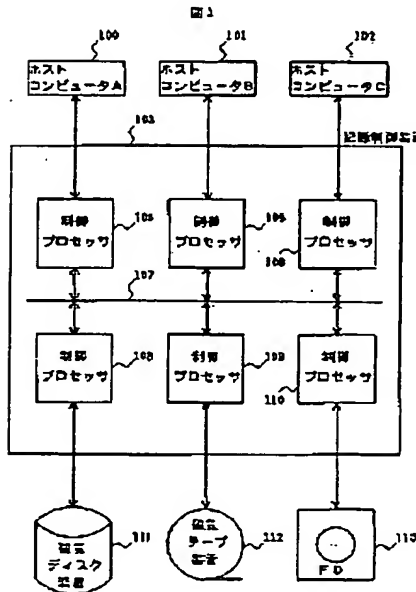 図1
100
101
102
ホスト
コンピュータA
ホスト
コンピュータB
ホスト
コンピュータC
103
記憶制御装置
制御
プロセッサ
制御
プロセッサ
制御
プロセッサ
106
107
制御
プロセッサ
108
制御
プロセッサ
109
制御
プロセッサ
110
磁気
ディスク
装置
111
磁気
テープ
装置
112
FD
113